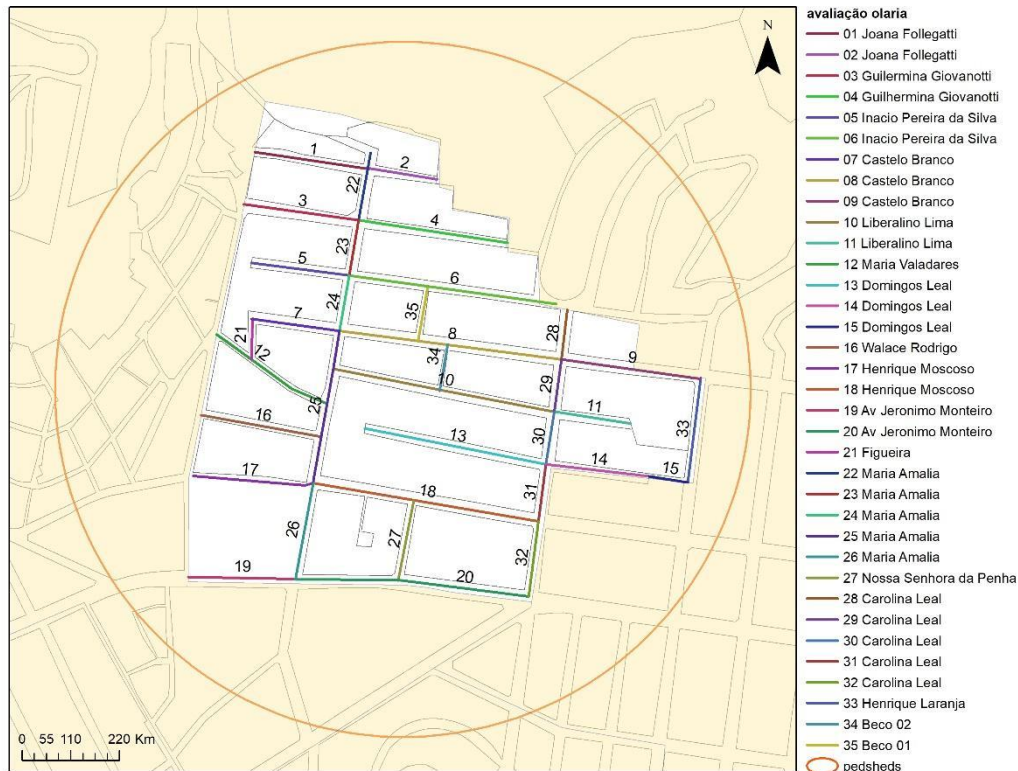 avaliação olaria
01 Joana Follegatti
02 Joana Follegatti
03 Guilermina Giovanotti
04 Guilhermina Giovanotti
05 Inacio Pereira da Silva
06 Inacio Pereira da Silva
07 Castelo Branco
08 Castelo Branco
09 Castelo Branco
10 Liberalino Lima
11 Liberalino Lima
12 Maria Valadares
13 Domingos Leal
14 Domingos Leal
15 Domingos Leal
16 Walace Rodrigo
17 Henrique Moscoso
18 Henrique Moscoso
19 Av Jeronimo Monteiro
20 Av Jeronimo Monteiro
21 Figueira
22 Maria Amalia
23 Maria Amalia
24 Maria Amalia
25 Maria Amalia
26 Maria Amalia
27 Nossa Senhora da Penha
28 Carolina Leal
29 Carolina Leal
30 Carolina Leal
31 Carolina Leal
32 Carolina Leal
33 Henrique Laranja
34 Beco 02
35 Beco 01
pedsheds
N
1
2
22
3
4
23
5
6
24
35
7
21
8
28
34
12
9
10
29
25
11
33
16
13
30
14
15
17
18
31
26
27
32
19
20
0 55 110 220 Km